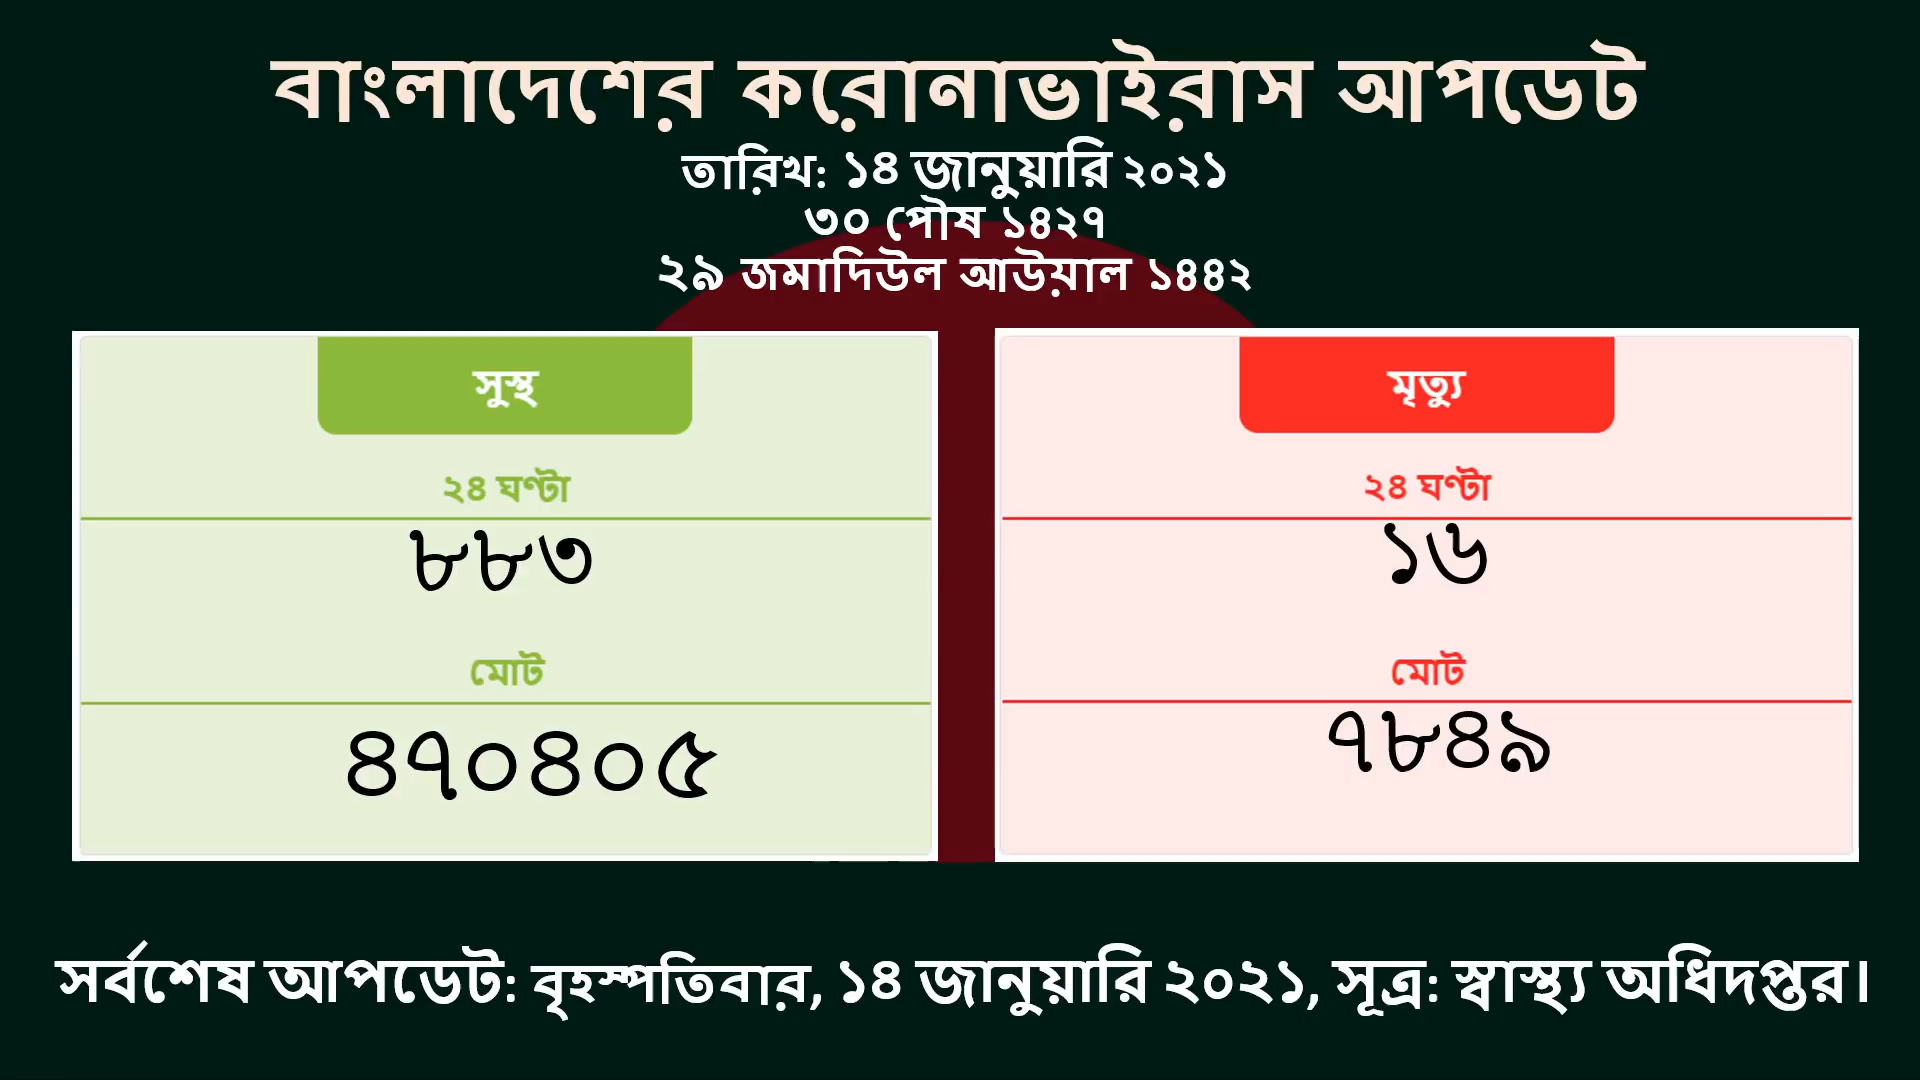 বাংলাদেশের করোনাভাইরাস আপডেট
তারিখ: ১৪ জানুয়ারি ২০২১
৩০ পৌষ ১৪২৭
২৯ জমাদিউল আউয়াল ১৪৪২
সুস্থ
২৪ ঘণ্টা
৮৮৩
মোট
৪৭০৪০৫
মৃত্যু
২৪ ঘণ্টা
১৬
মোট
৭৮৪৯
সর্বশেষ আপডেট: বৃহস্পতিবার, ১৪ জানুয়ারি ২০২১, সূত্র: স্বাস্থ্য অধিদপ্তর।